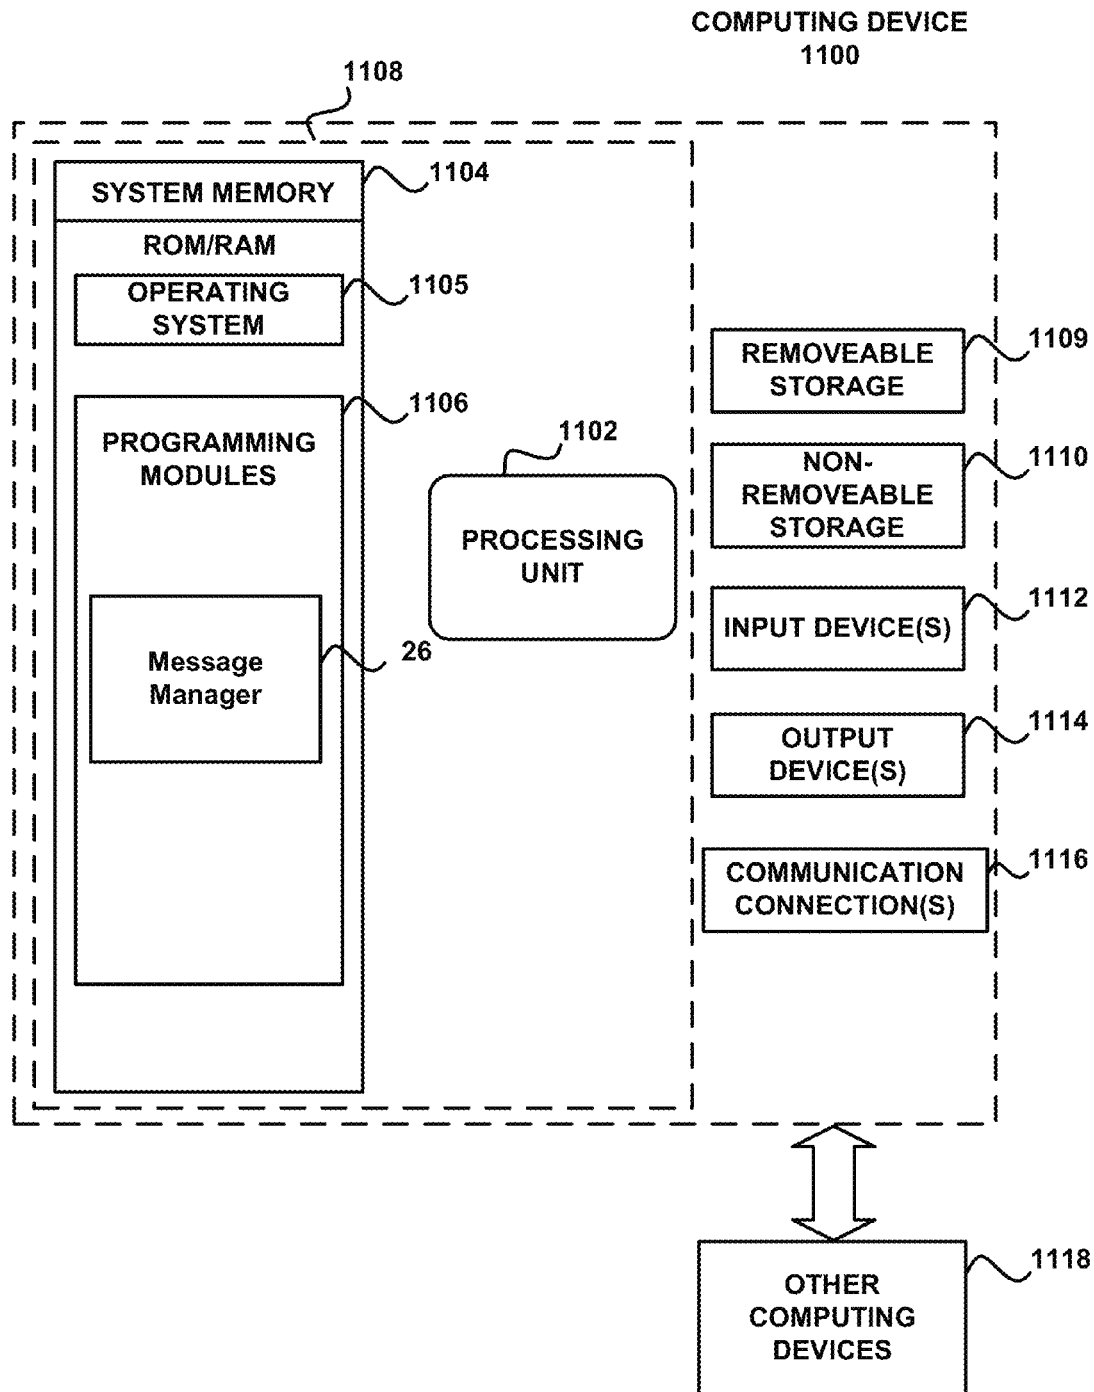 COMPUTING DEVICE
1100
1108
SYSTEM MEMORY
1104
ROM/RAM
OPERATING
SYSTEM
1105
PROGRAMMING
MODULES
1106
Message
Manager
26
1102
PROCESSING
UNIT
REMOVEABLE
STORAGE
1109
NON-
REMOVEABLE
STORAGE
1110
INPUT DEVICE(S)
1112
OUTPUT
DEVICE(S)
1114
COMMUNICATION
CONNECTION(S)
1116
OTHER
COMPUTING
DEVICES
1118